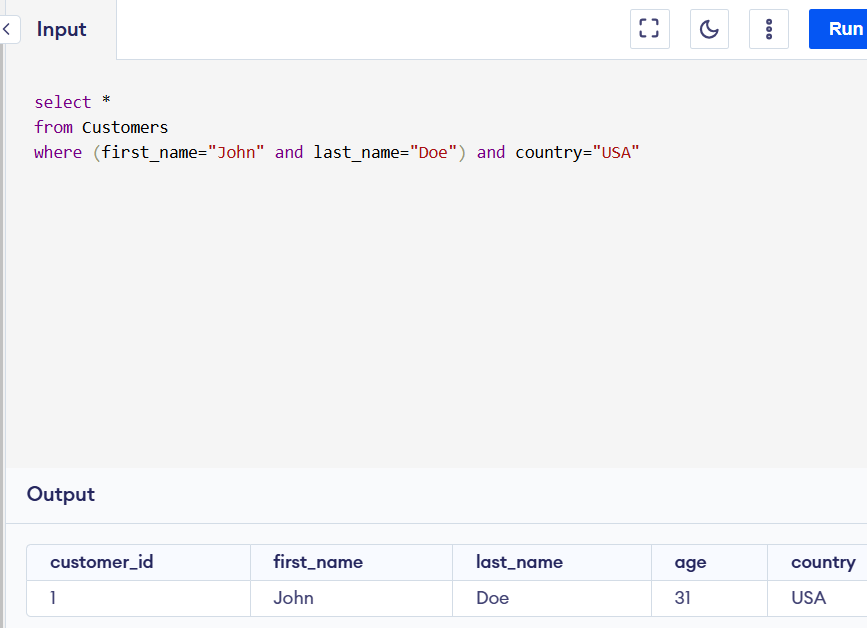 Input
Run
select *
from Customers
where (first_name="John" and last_name="Doe") and country="USA"
Output
customer_id first_name last_name age country
1 John Doe 31 USA